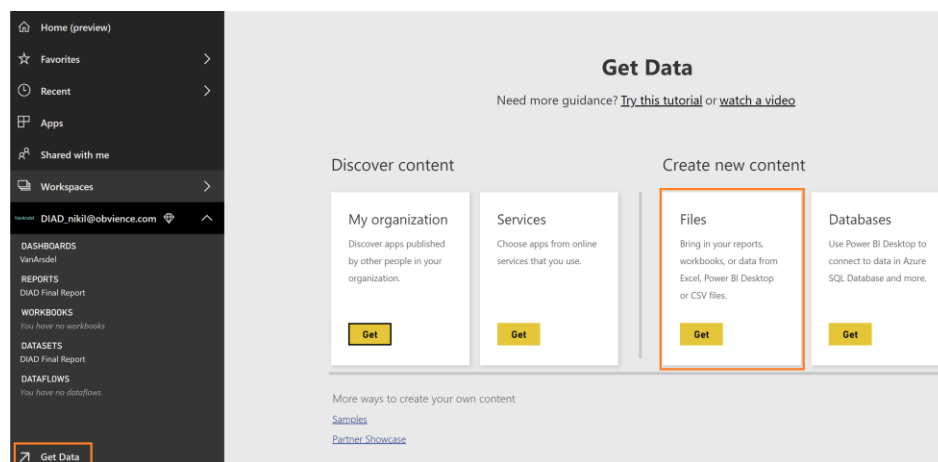 Home (preview)
Favorites
Recent
Apps
Shared with me
Workspaces
DIAD_nikil@obvience.com
DASHBOARDS
VanArsdel
REPORTS
DIAD Final Report
WORKBOOKS
You have no workbooks
DATASETS
DIAD Final Report
DATAFLOWS
You have no dataflows
Get Data
Get Data
Need more guidance? Try this tutorial or watch a video
Discover content
My organization
Discover apps published
by other people in your
organization.
Get
Services
Choose apps from online
services that you use.
Get
Create new content
Files
Bring in your reports,
workbooks, or data from
Excel, Power BI Desktop
or CSV files.
Get
Databases
Use Power BI Desktop to
connect to data in Azure
SQL Database and more.
Get
More ways to create your own content
Samples
Partner Showcase